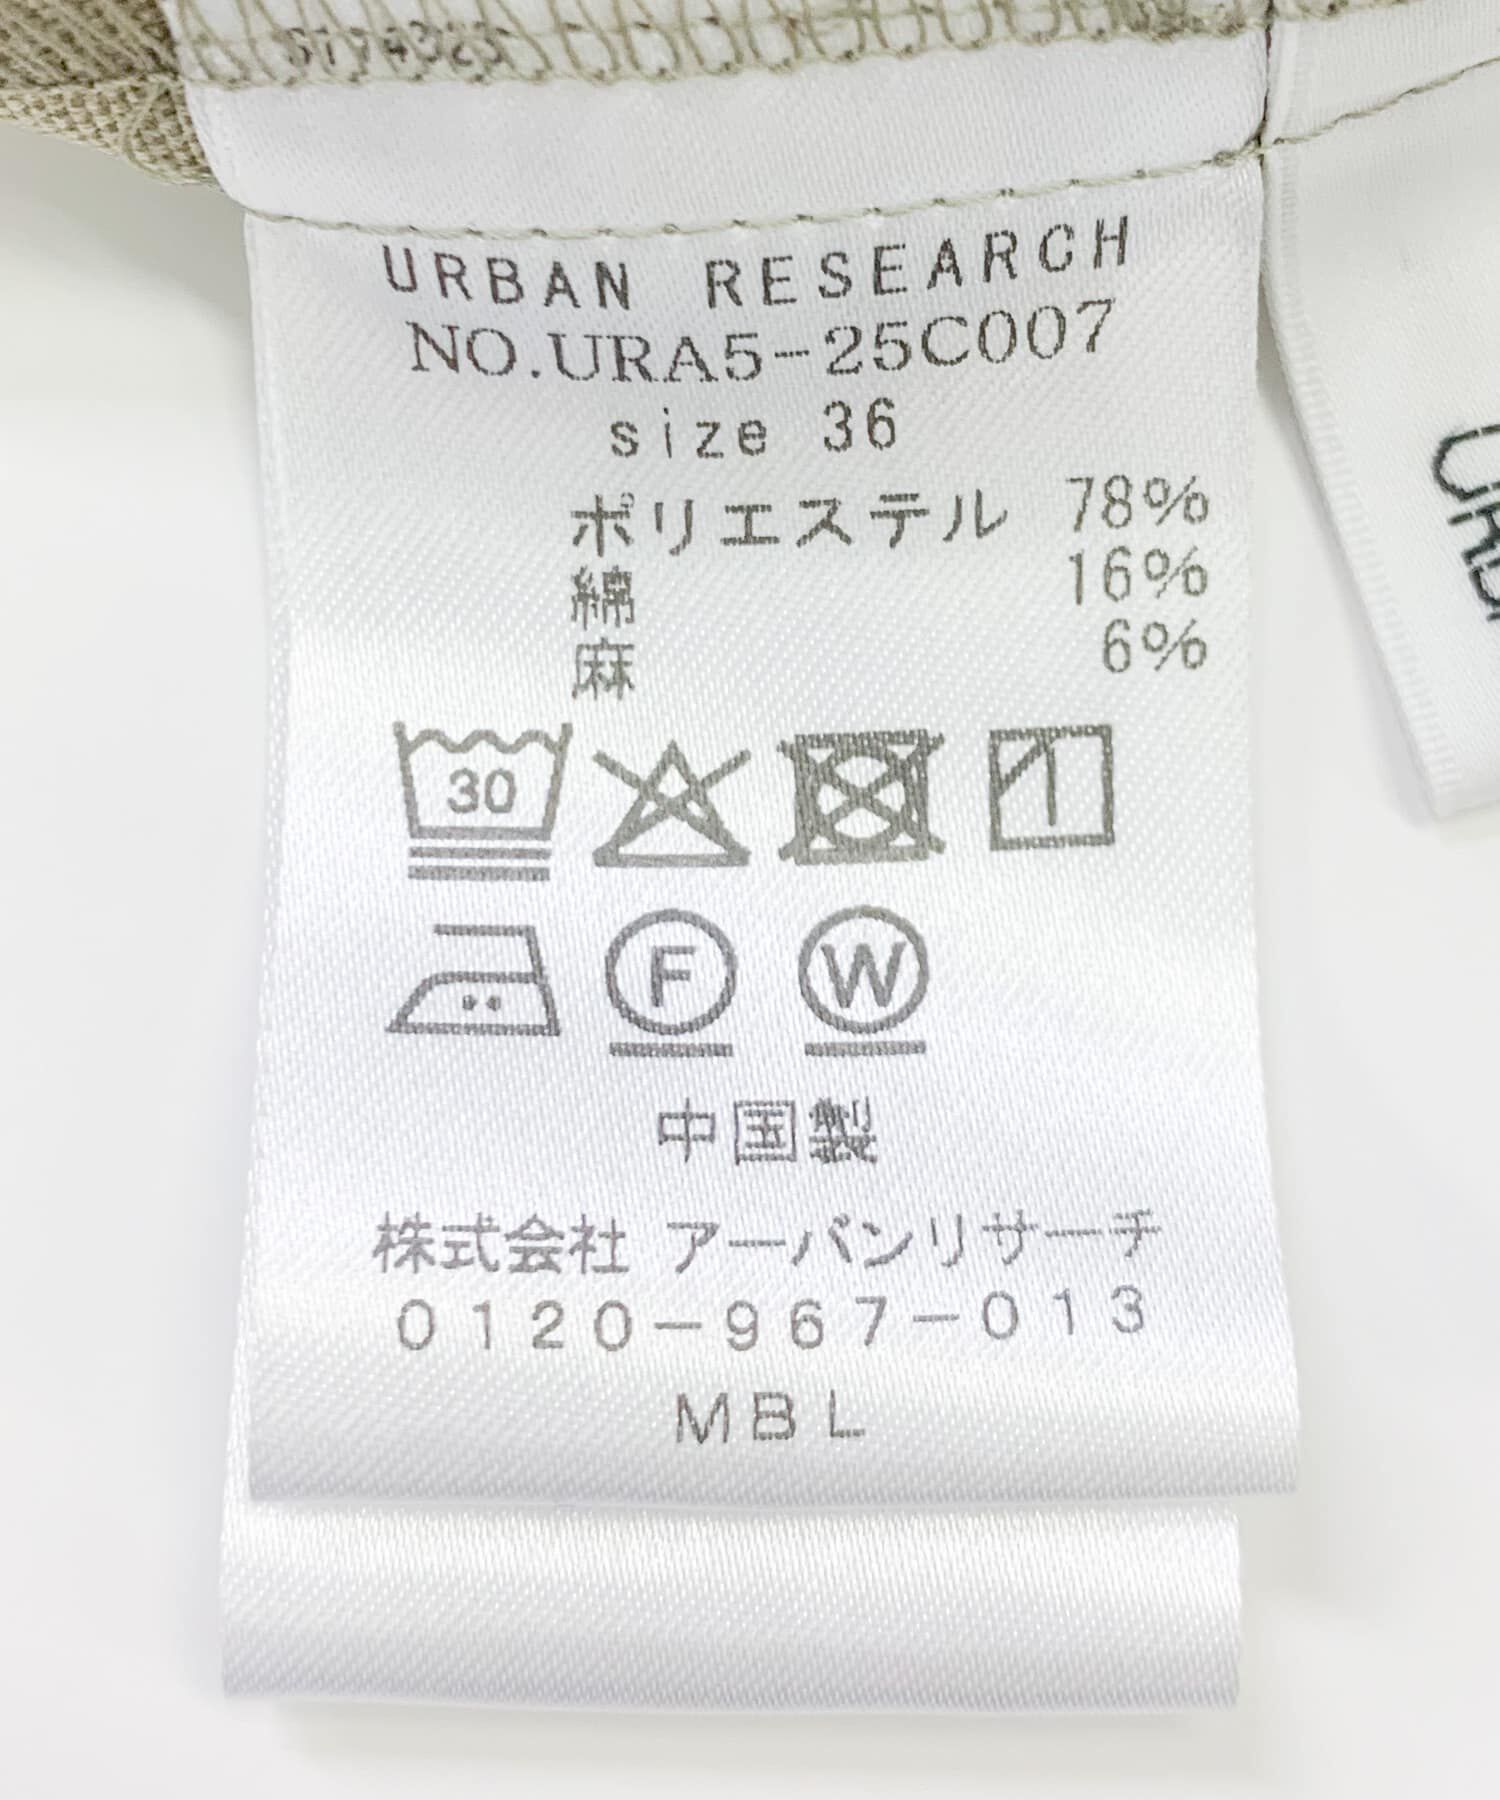 URBAN RESEARCH
NO.URA5-25C007
size 36
ポリエステル 78%
綿 16%
麻 6%
30
F W
中国製
株式会社 アーバンリサーチ
0120-967-013
MBL